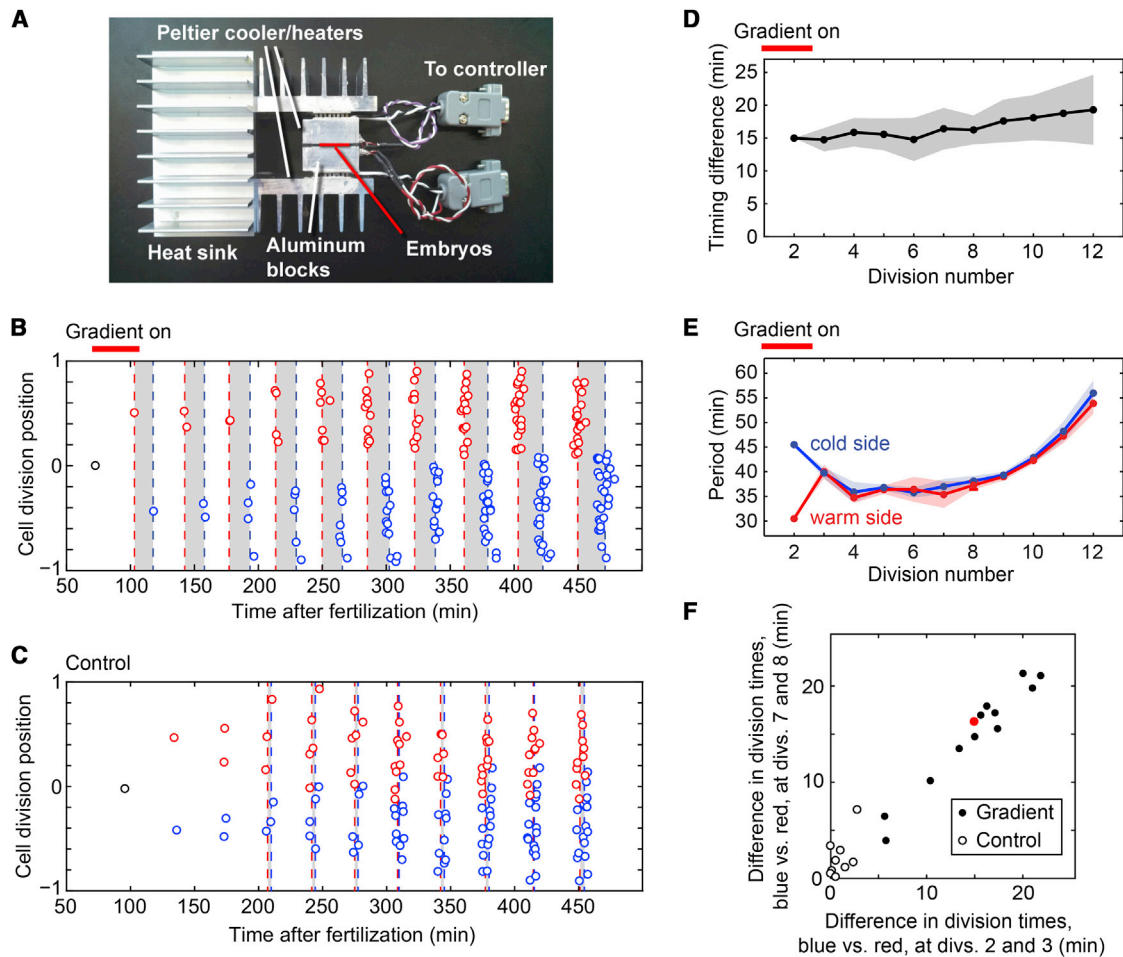 A
Peltier cooler/heaters
To controller
Heat sink
Aluminum
blocks
Embryos
B
Gradient on
1
0
−1
Cell division position
50 100 150 200 250 300 350 400 450
Time after fertilization (min)
C
Control
1
0
−1
Cell division position
50 100 150 200 250 300 350 400 450
Time after fertilization (min)
D
Gradient on
25
20
15
10
5
0
Timing difference (min)
2 4 6 8 10 12
Division number
E
Gradient on
60
55
50
45
40
35
30
Period (min)
cold side
warm side
2 4 6 8 10 12
Division number
F
Difference in division times,
blue vs. red, at divs. 7 and 8 (min)
20
10
0
Gradient
Control
0 10 20
Difference in division times,
blue vs. red, at divs. 2 and 3 (min)